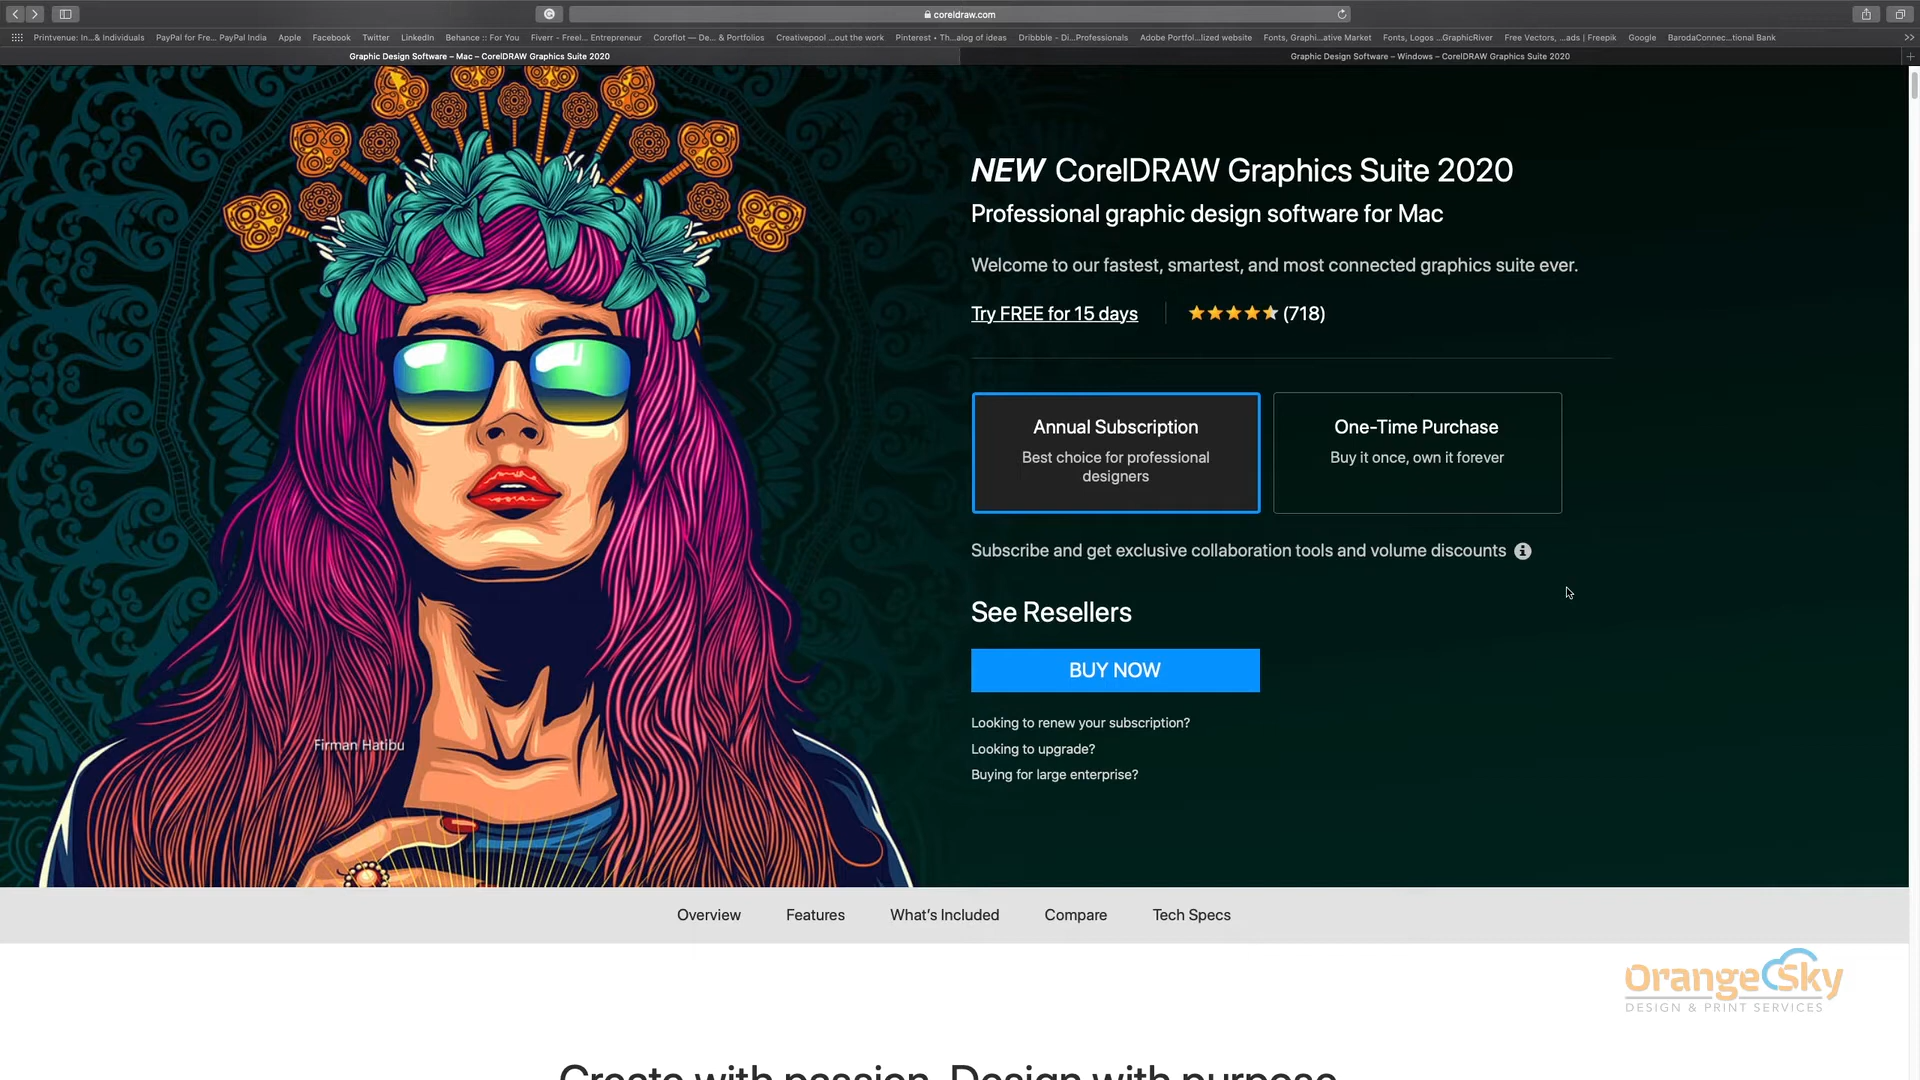 coreldraw.com
Printvenue: In...& Individuals PayPal for Fre... PayPal India Apple Facebook Twitter LinkedIn Behance :: For You Fiverr - Freel... Entrepreneur Coroflot — De... & Portfolios Creativepool ...out the work Pinterest • Th...alog of ideas Dribbble - Di...Professionals Adobe Portfol...lized website Fonts, Graphi...ative Market Fonts, Logos ...GraphicRiver Free Vectors, ...ads | Freepik Google BarodaConnec...tional Bank
Graphic Design Software – Mac – CorelDRAW Graphics Suite 2020
Graphic Design Software – Windows – CorelDRAW Graphics Suite 2020
NEW CorelDRAW Graphics Suite 2020
Professional graphic design software for Mac
Welcome to our fastest, smartest, and most connected graphics suite ever.
Try FREE for 15 days (718)
Annual Subscription
Best choice for professional
designers
One-Time Purchase
Buy it once, own it forever
Subscribe and get exclusive collaboration tools and volume discounts
See Resellers
BUY NOW
Looking to renew your subscription?
Looking to upgrade?
Buying for large enterprise?
Firman Hatibu
Overview Features What's Included Compare Tech Specs
OrangeSky
DESIGN & PRINT SERVICES
Create with passion. Design with purpose.